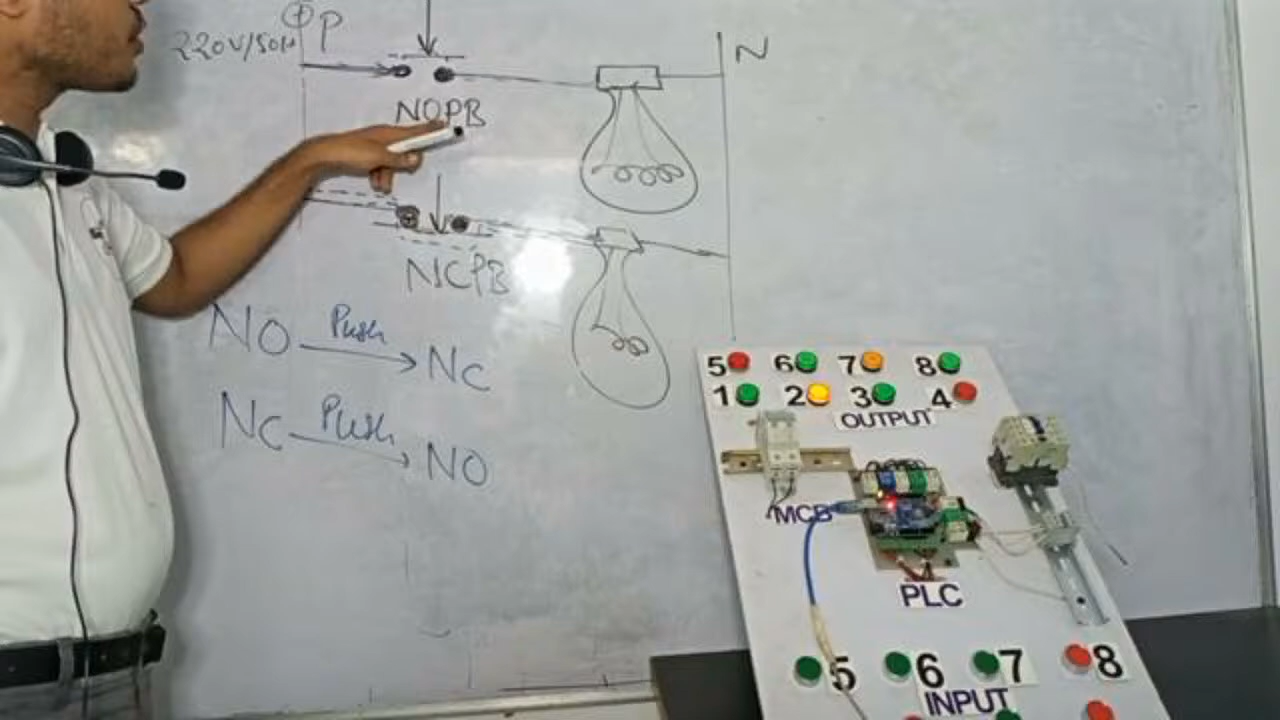 P
220V/50H
N
NOPB
NCPB
NO Push NC
NC Push NO
5 6 7 8
1 2 3 4
OUTPUT
MCB
PLC
5 6 7 8
INPUT